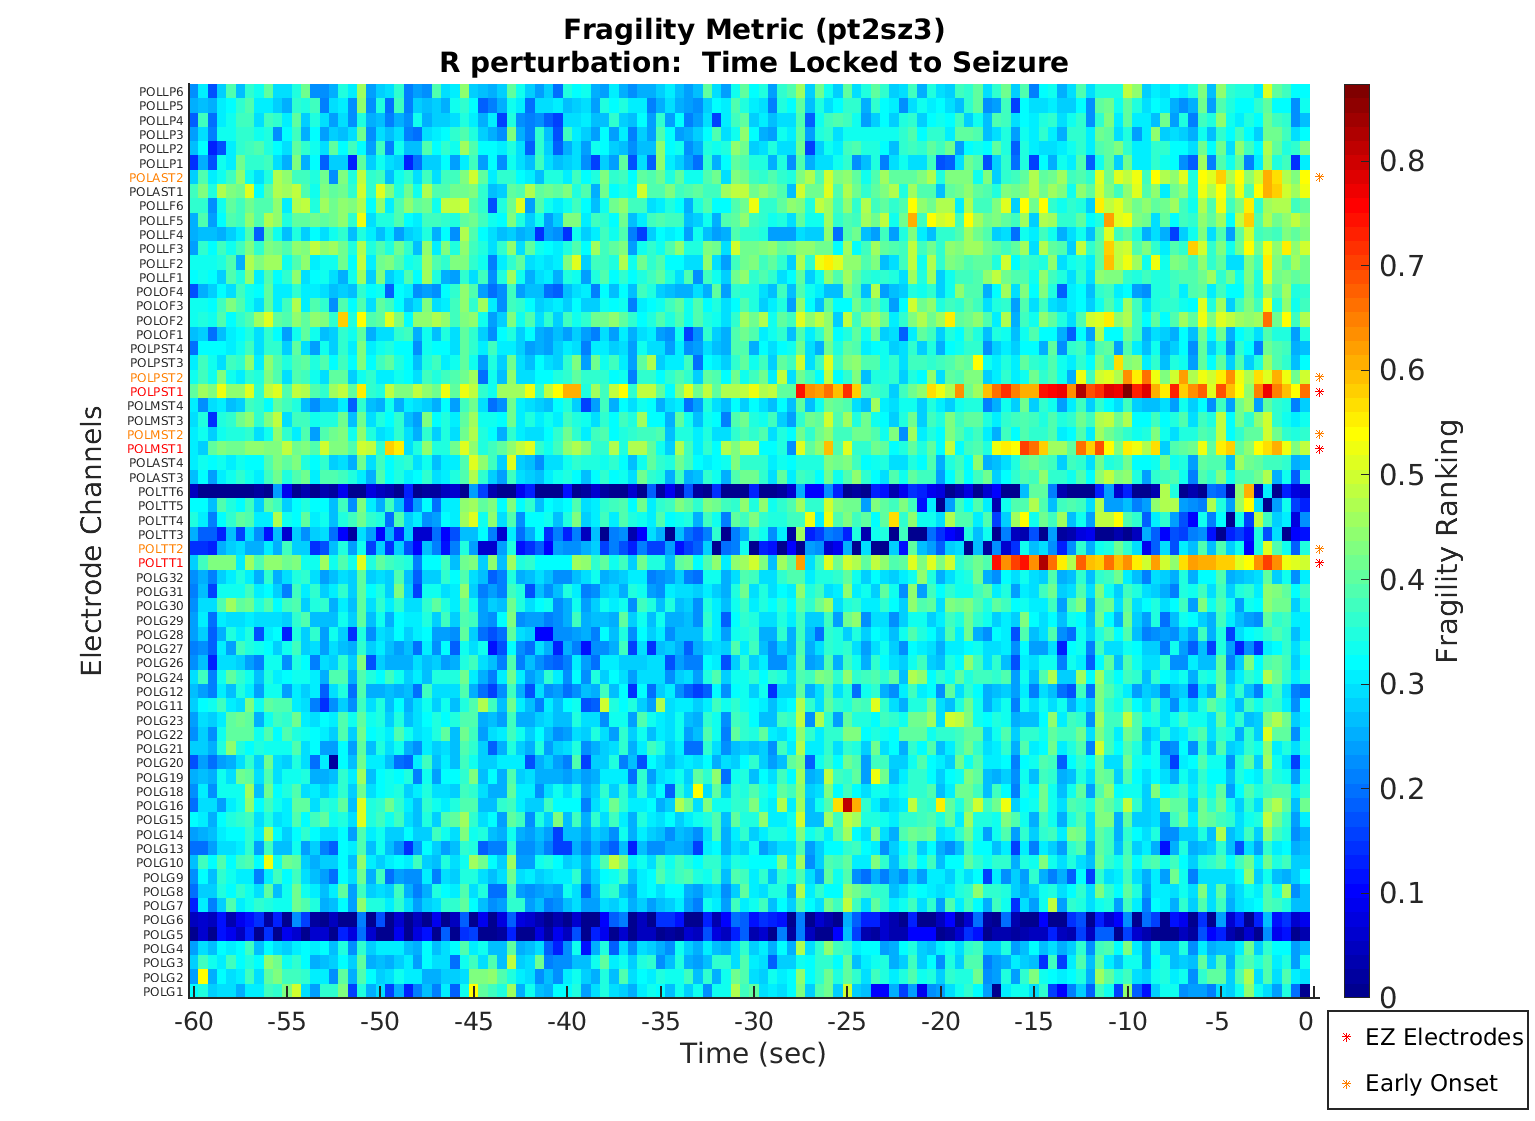 Fragility Metric (pt2sz3)
R perturbation:  Time Locked to Seizure
Electrode Channels
POLLP6
POLLP5
POLLP4
POLLP3
POLLP2
POLLP1
POLAST2
POLAST1
POLLF6
POLLF5
POLLF4
POLLF3
POLLF2
POLLF1
POLOF4
POLOF3
POLOF2
POLOF1
POLPST4
POLPST3
POLPST2
POLPST1
POLMST4
POLMST3
POLMST2
POLMST1
POLAST4
POLAST3
POLTT6
POLTT5
POLTT4
POLTT3
POLTT2
POLTT1
POLG32
POLG31
POLG30
POLG29
POLG28
POLG27
POLG26
POLG24
POLG12
POLG11
POLG23
POLG22
POLG21
POLG20
POLG19
POLG18
POLG16
POLG15
POLG14
POLG13
POLG10
POLG9
POLG8
POLG7
POLG6
POLG5
POLG4
POLG3
POLG2
POLG1
-60 -55 -50 -45 -40 -35 -30 -25 -20 -15 -10 -5 0
Time (sec)
0.8
0.7
0.6
0.5
0.4
0.3
0.2
0.1
0
Fragility Ranking
EZ Electrodes
Early Onset